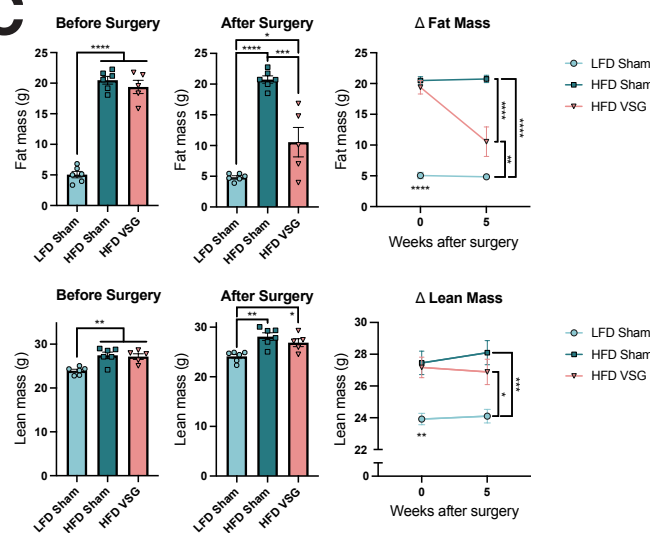 C
Before Surgery
After Surgery
Δ Fat Mass
Fat mass (g)
25
20
15
10
5
0
****
LFD Sham
HFD Sham
HFD VSG
Fat mass (g)
25
20
15
10
5
0
*
****
***
LFD Sham
HFD Sham
HFD VSG
Fat mass (g)
25
20
15
10
5
0
****
**
****
****
0
5
Weeks after surgery
LFD Sham
HFD Sham
HFD VSG
Before Surgery
After Surgery
Δ Lean Mass
Lean mass (g)
30
20
10
0
**
LFD Sham
HFD Sham
HFD VSG
Lean mass (g)
30
20
10
0
**
*
LFD Sham
HFD Sham
HFD VSG
Lean mass (g)
30
28
26
24
22
0
**
*
***
0
5
Weeks after surgery
LFD Sham
HFD Sham
HFD VSG